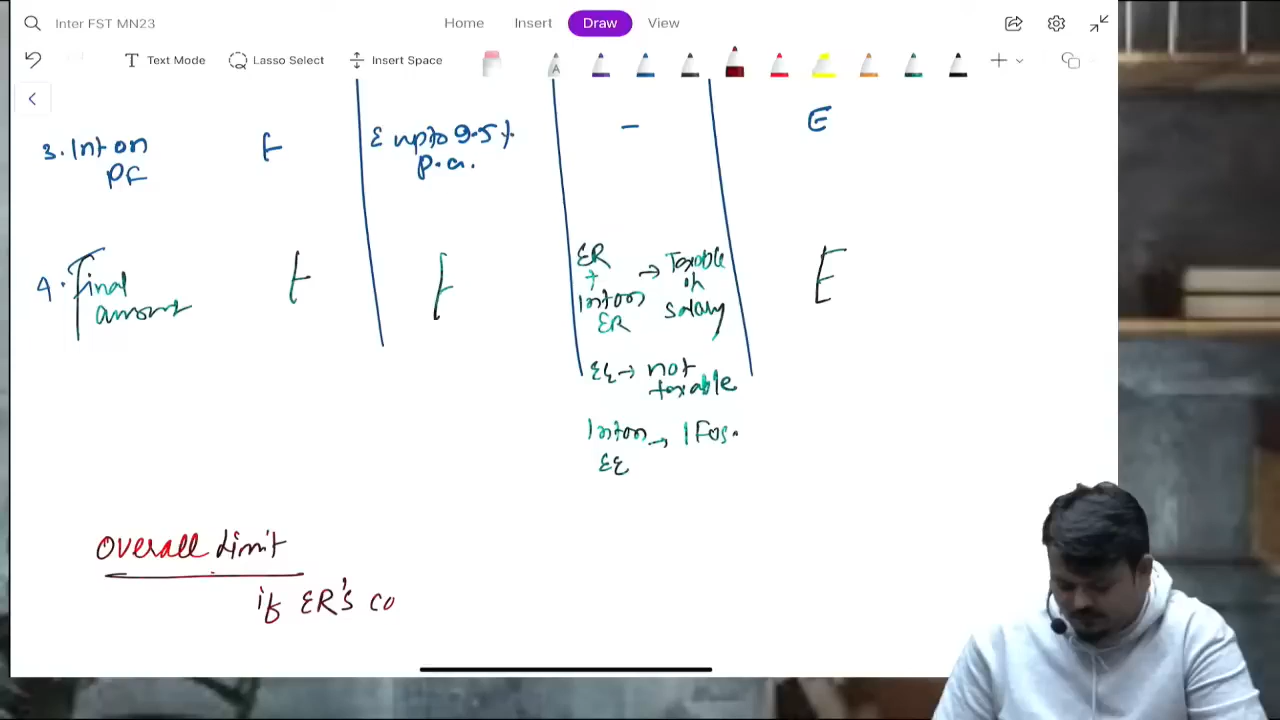 Inter FST MN23
Home Insert Draw View
Text Mode Lasso Select Insert Space
A
3. Int on PF E E upto 9.5% p.a. - E
4. Final amount E E ER + Int on ER → Taxable in salary E
EE → not taxable
Int on EE → IFOS.
Overall Limit
if ER's co